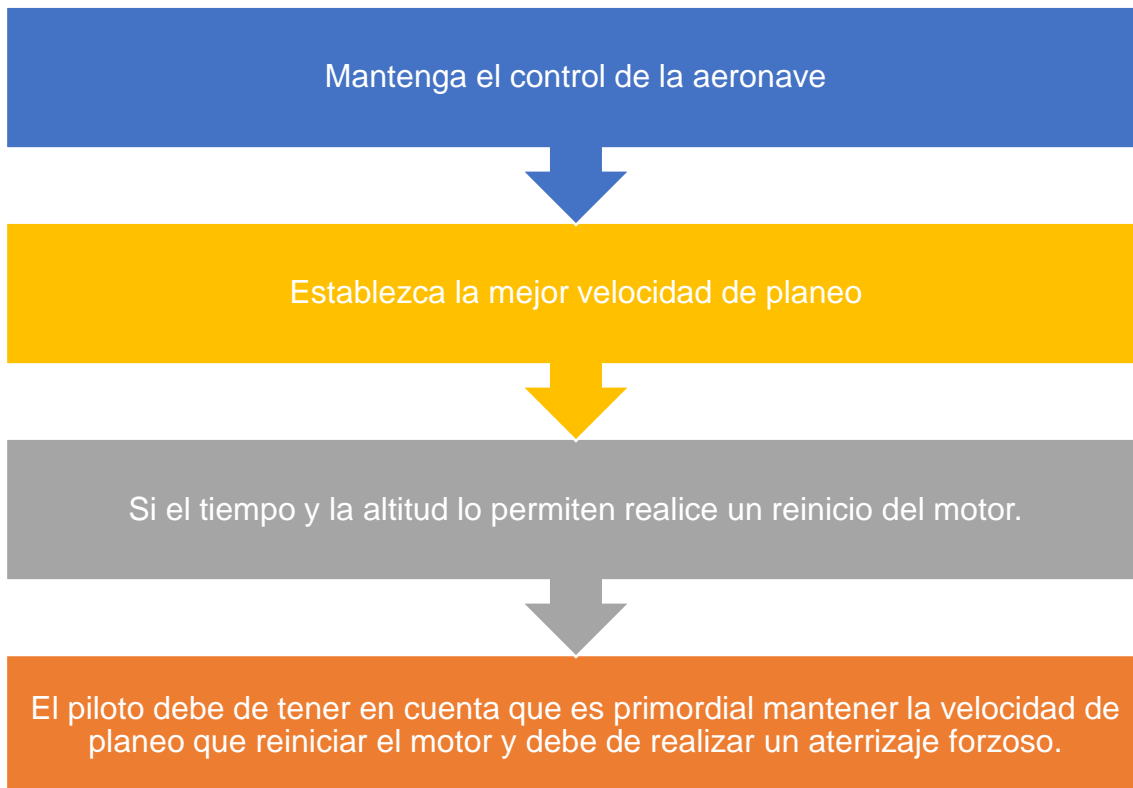 Mantenga el control de la aeronave
Establezca la mejor velocidad de planeo
Si el tiempo y la altitud lo permiten realice un reinicio del motor.
El piloto debe de tener en cuenta que es primordial mantener la velocidad de
planeo que reiniciar el motor y debe de realizar un aterrizaje forzoso.